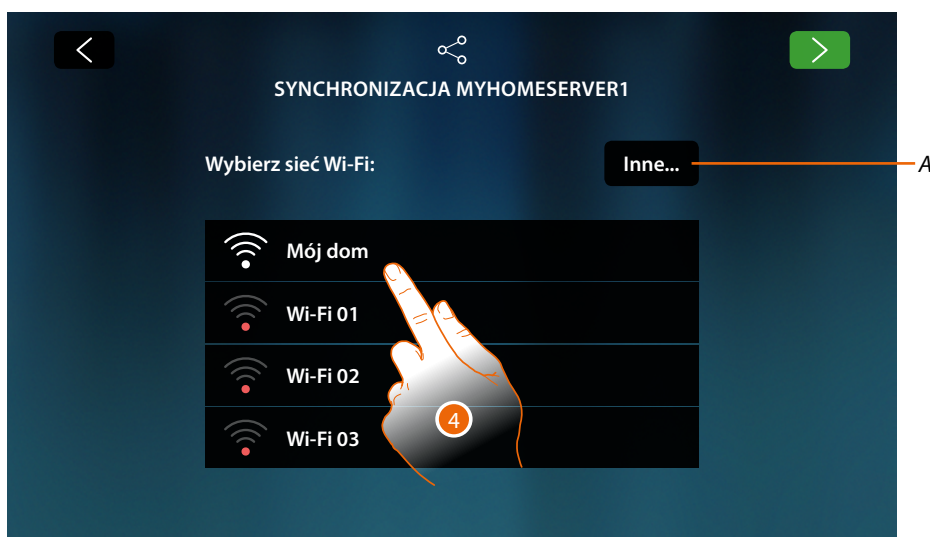 SYNCHRONIZACJA MYHOMESERVER1
Wybierz sieć Wi-Fi:
Inne...
A
Mój dom
Wi-Fi 01
Wi-Fi 02
4
Wi-Fi 03